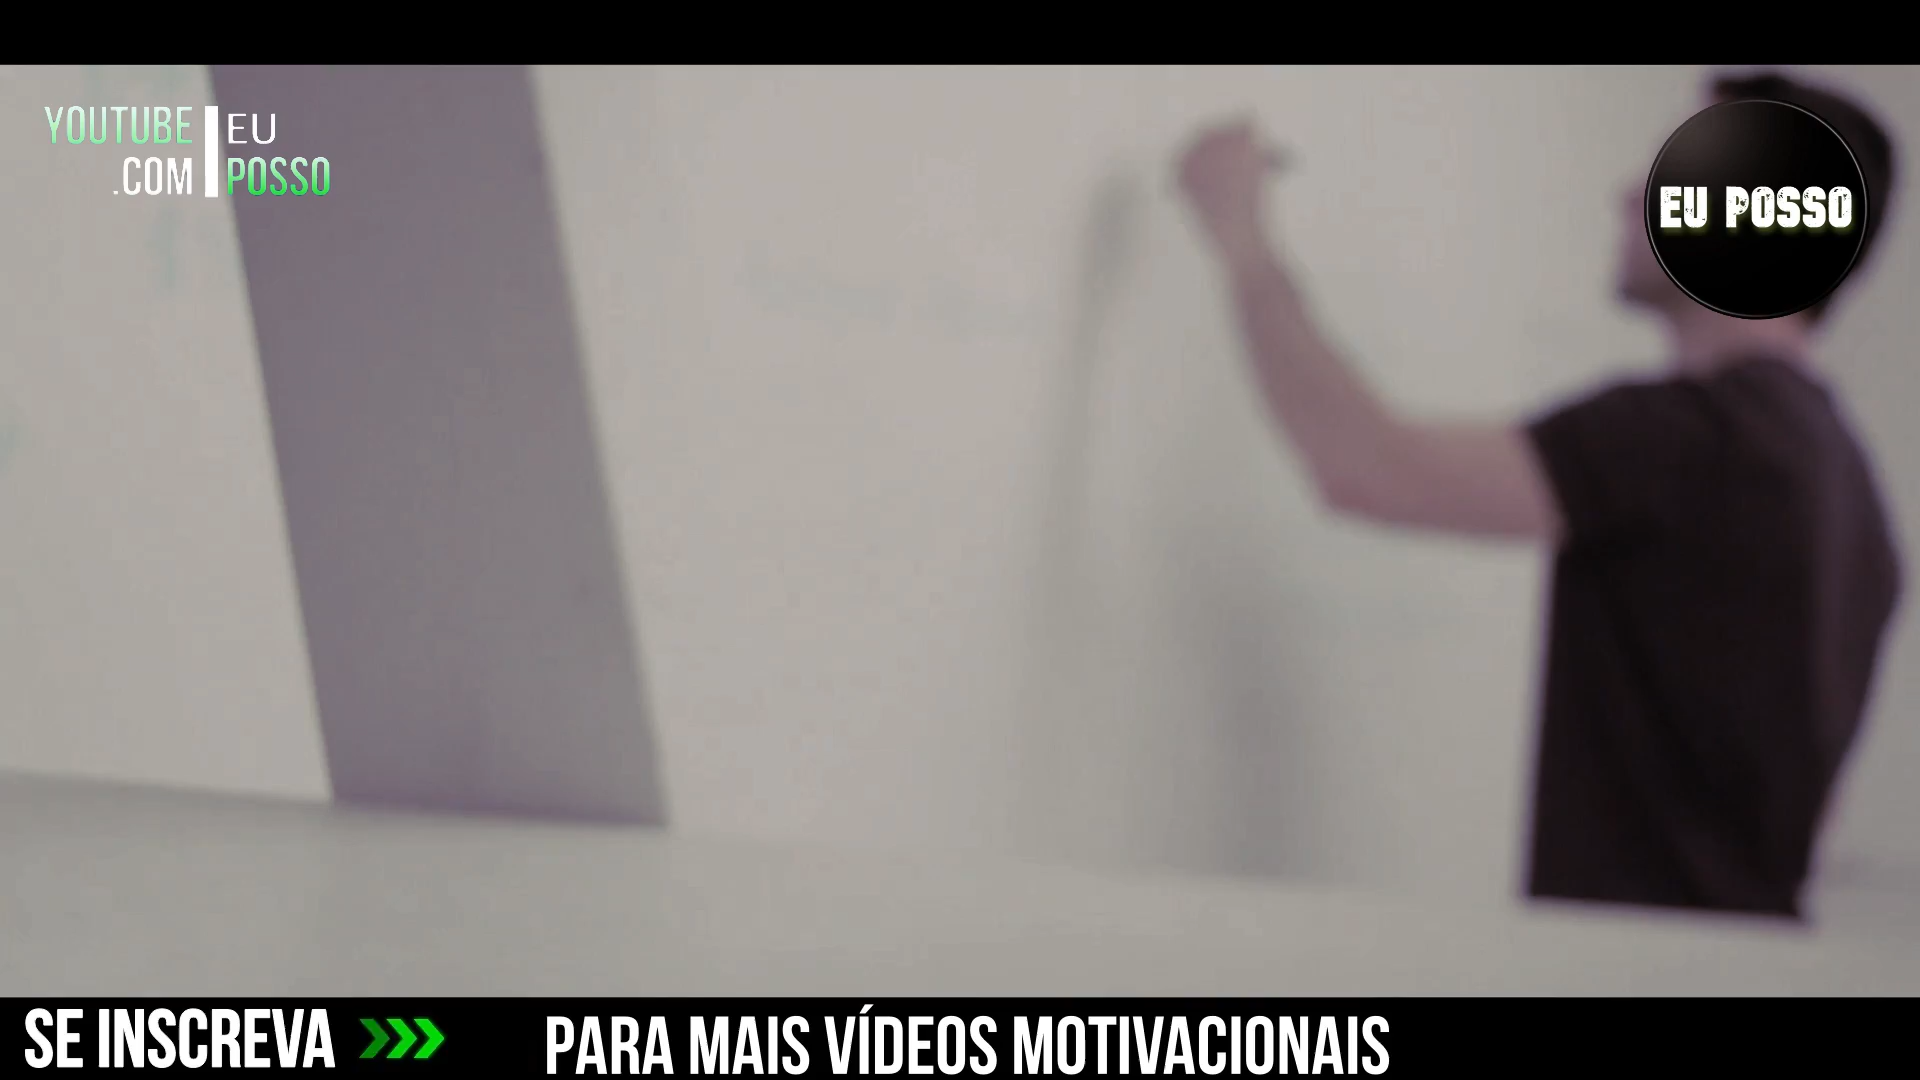 YOUTUBE
.COM
EU
POSSO
EU POSSO
SE INSCREVA
PARA MAIS VÍDEOS MOTIVACIONAIS